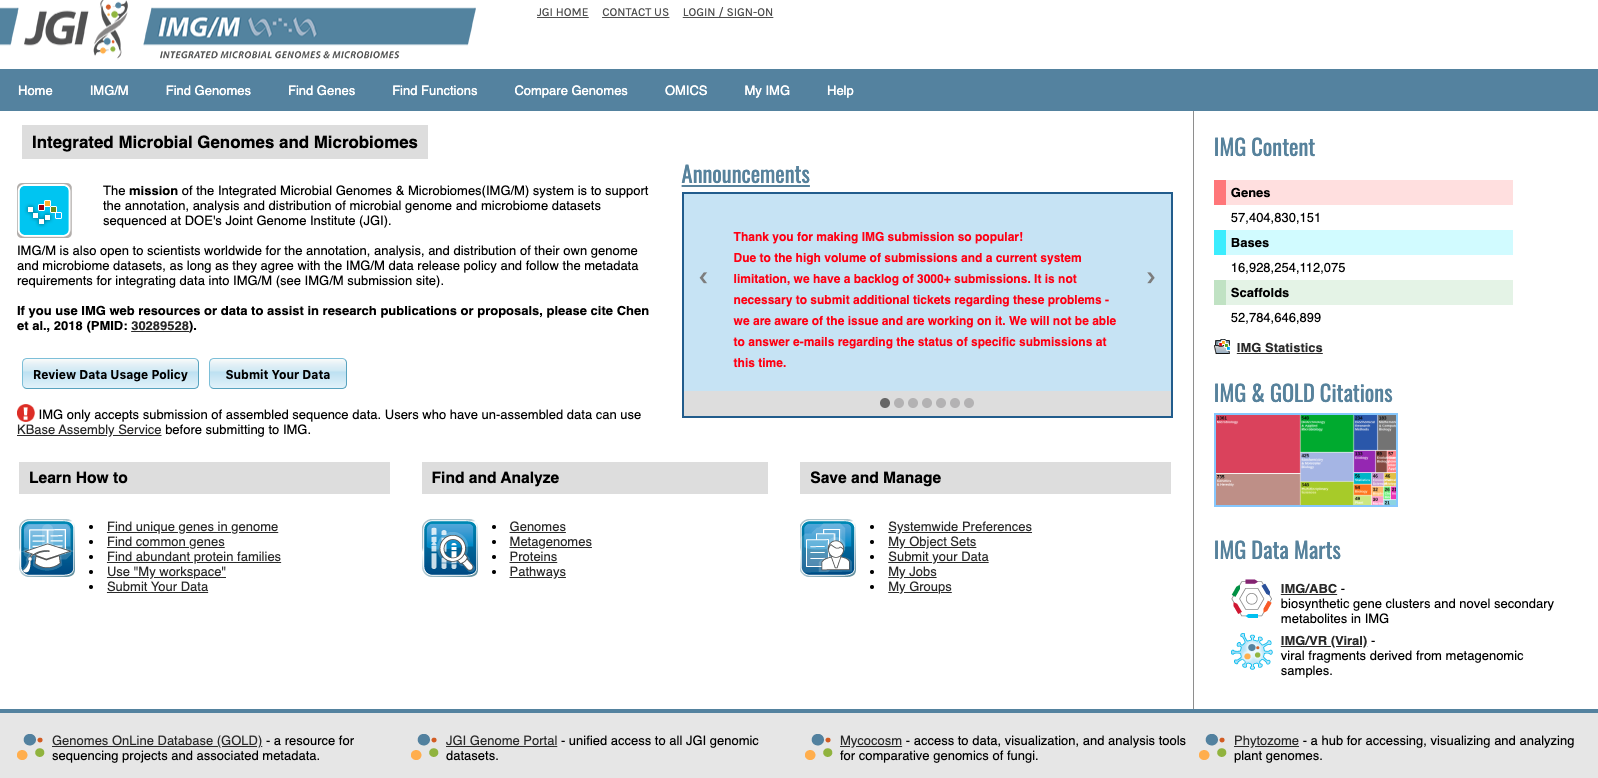 JGI IMG/M
INTEGRATED MICROBIAL GENOMES & MICROBIOMES
JGI HOME CONTACT US LOGIN / SIGN-ON
Home IMG/M Find Genomes Find Genes Find Functions Compare Genomes OMICS My IMG Help
Integrated Microbial Genomes and Microbiomes
The mission of the Integrated Microbial Genomes & Microbiomes(IMG/M) system is to support
the annotation, analysis and distribution of microbial genome and microbiome datasets
sequenced at DOE's Joint Genome Institute (JGI).
IMG/M is also open to scientists worldwide for the annotation, analysis, and distribution of their own genome
and microbiome datasets, as long as they agree with the IMG/M data release policy and follow the metadata
requirements for integrating data into IMG/M (see IMG/M submission site).
If you use IMG web resources or data to assist in research publications or proposals, please cite Chen
et al., 2018 (PMID: 30289528).
Review Data Usage Policy Submit Your Data
IMG only accepts submission of assembled sequence data. Users who have un-assembled data can use
KBase Assembly Service before submitting to IMG.
Announcements
Thank you for making IMG submission so popular!
Due to the high volume of submissions and a current system
limitation, we have a backlog of 3000+ submissions. It is not
necessary to submit additional tickets regarding these problems -
we are aware of the issue and are working on it. We will not be able
to answer e-mails regarding the status of specific submissions at
this time.
Learn How to
Find unique genes in genome
Find common genes
Find abundant protein families
Use "My workspace"
Submit Your Data
Find and Analyze
Genomes
Metagenomes
Proteins
Pathways
Save and Manage
Systemwide Preferences
My Object Sets
Submit your Data
My Jobs
My Groups
IMG Content
Genes
57,404,830,151
Bases
16,928,254,112,075
Scaffolds
52,784,646,899
IMG Statistics
IMG & GOLD Citations
IMG Data Marts
IMG/ABC -
biosynthetic gene clusters and novel secondary
metabolites in IMG
IMG/VR (Viral) -
viral fragments derived from metagenomic
samples.
Genomes OnLine Database (GOLD) - a resource for
sequencing projects and associated metadata.
JGI Genome Portal - unified access to all JGI genomic
datasets.
Mycocosm - access to data, visualization, and analysis tools
for comparative genomics of fungi.
Phytozome - a hub for accessing, visualizing and analyzing
plant genomes.